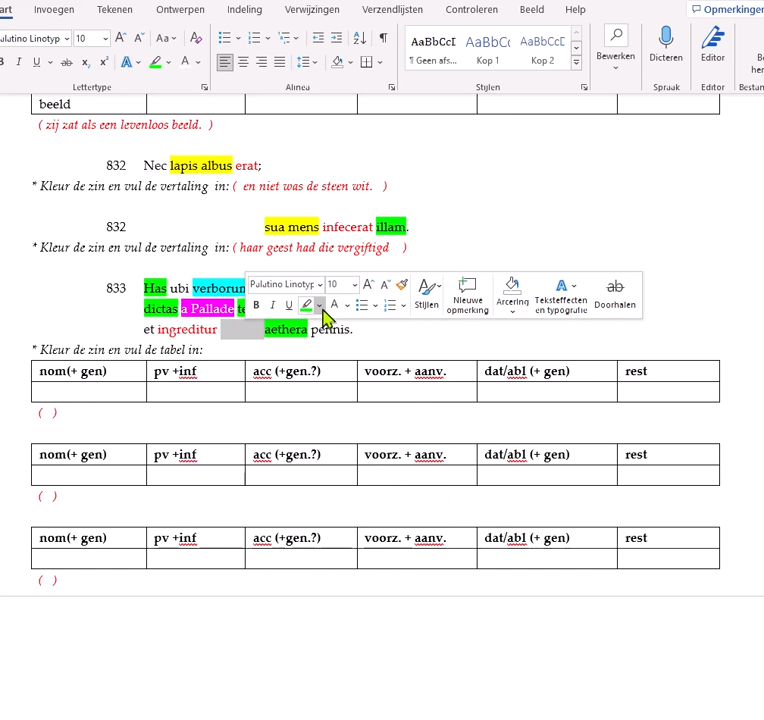 art Invoegen Tekenen Ontwerpen Indeling Verwijzingen Verzendlijsten Controleren Beeld Help Opmerkingen
alatino Linotyp 10 A A Aa A ¶ AaBbCcI AaBbCc AaBbCcD
I U ab x₂ x² A A ¶ Geen afs... Kop 1 Kop 2 Bewerken Dicteren Editor
Lettertype Alinea Stijlen Spraak Editor
beeld
( zij zat als een levenloos beeld. )
832 Nec lapis albus erat;
* Kleur de zin en vul de vertaling in: ( en niet was de steen wit. )
832 sua mens infecerat illam.
* Kleur de zin en vul de vertaling in: ( haar geest had die vergiftigd )
833 Has ubi verborum
Palatino Linotyp 10 A A
B I U A Stijlen Nieuwe opmerking Arcering Teksteffecten en typografie ab Doorhalen
dictas a Pallade
et ingreditur aethera pennis.
* Kleur de zin en vul de tabel in:
nom(+ gen) pv +inf acc (+gen.?) voorz. + aanv. dat/abl (+ gen) rest
( )
nom(+ gen) pv +inf acc (+gen.?) voorz. + aanv. dat/abl (+ gen) rest
( )
nom(+ gen) pv +inf acc (+gen.?) voorz. + aanv. dat/abl (+ gen) rest
( )